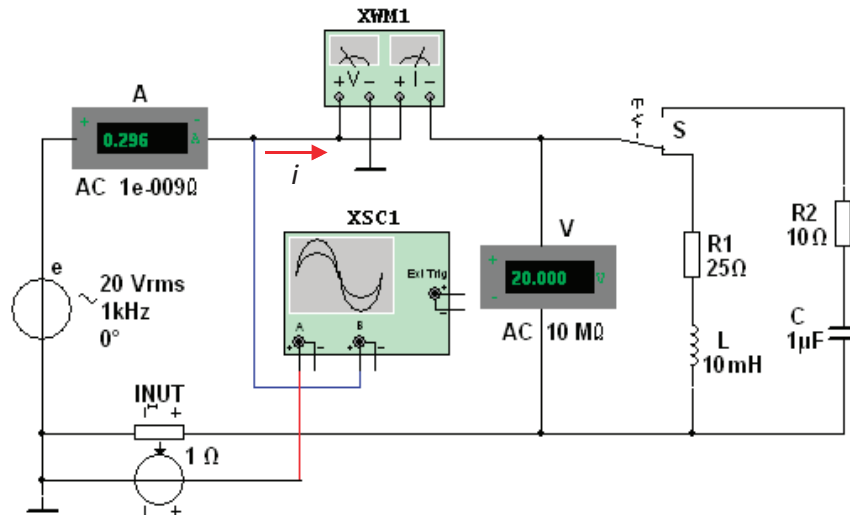 XWM1
A
+ -
0.296 A
AC 1e-009Ω
+ V - + I -
i
S
XSC1
Ext Trig
+
-
A B
+ - + -
V
+
20.000 V
-
AC 10 MΩ
R1
25Ω
R2
10Ω
e
20 Vrms
1kHz
0°
L
10mH
C
1µF
INUT
- +
1 Ω
- +